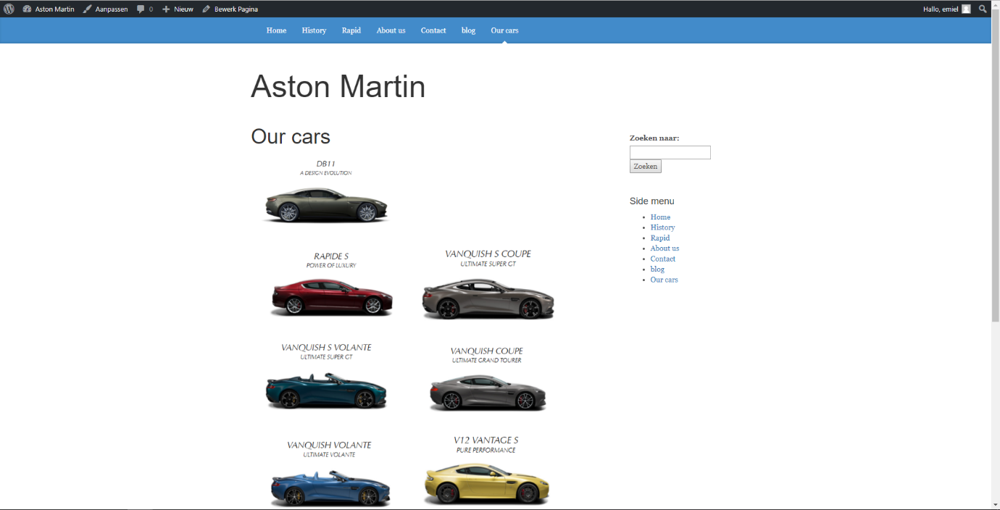 Aston Martin Aanpassen 0 Nieuw Bewerk Pagina Hallo, emiel
Home History Rapid About us Contact blog Our cars
Aston Martin
Our cars
DB11
A DESIGN EVOLUTION
RAPIDE S
POWER OF LUXURY
VANQUISH S COUPE
ULTIMATE SUPER GT
VANQUISH S VOLANTE
ULTIMATE SUPER GT
VANQUISH COUPE
ULTIMATE GRAND TOURER
VANQUISH VOLANTE
ULTIMATE VOLANTE
V12 VANTAGE S
PURE PERFORMANCE
Zoeken naar:
Zoeken
Side menu
Home
History
Rapid
About us
Contact
blog
Our cars